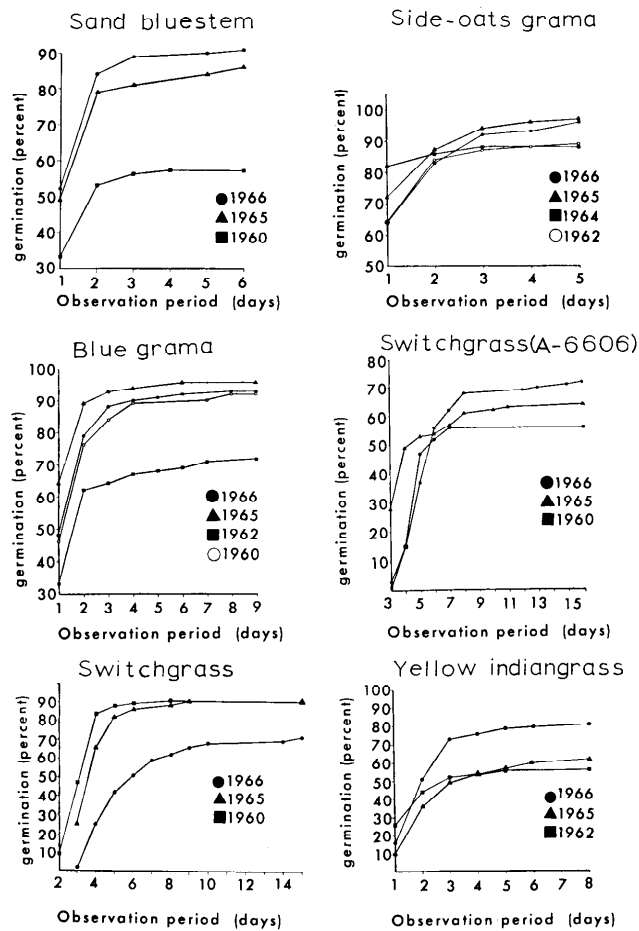 Sand bluestem
germination (percent)
90
80
70
60
50
40
30
1 2 3 4 5 6
Observation period (days)
●1966
▲1965
■1960
Side-oats grama
germination (percent)
100
90
80
70
60
50
1 2 3 4 5
Observation period (days)
●1966
▲1965
■1964
○1962
Blue grama
germination (percent)
100
90
80
70
60
50
40
30
1 2 3 4 5 6 7 8 9
Observation period (days)
●1966
▲1965
■1962
○1960
Switchgrass(A-6606)
germination (percent)
80
70
60
50
40
30
20
10
3 5 7 9 11 13 15
Observation period (days)
●1966
▲1965
■1960
Switchgrass
germination (percent)
90
80
70
60
50
40
30
20
10
2 4 6 8 10 12 14
Observation period (days)
●1966
▲1965
■1960
Yellow indiangrass
germination (percent)
100
90
80
70
60
50
40
30
20
10
1 2 3 4 5 6 7 8
Observation period (days)
●1966
▲1965
■1962